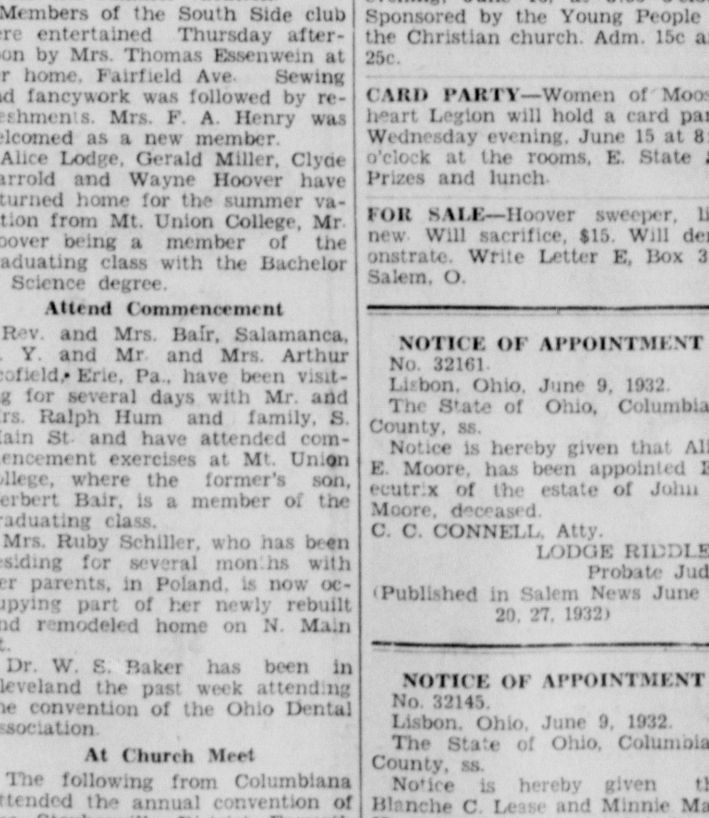 Members of the South Side club
ere entertained Thursday after-
oon by Mrs. Thomas Essenwein at
r home, Fairfield Ave. Sewing
d fancywork was followed by re-
shments. Mrs. F. A. Henry was
elcomed as a new member.
Alice Lodge, Gerald Miller, Clyde
arrold and Wayne Hoover have
turned home for the summer va-
tion from Mt. Union College, Mr.
oover being a member of the
aduating class with the Bachelor
Science degree.
Attend Commencement
Rev. and Mrs. Bair, Salamanca,
. Y. and Mr. and Mrs. Arthur
cofield, Erie, Pa., have been visit-
g for several days with Mr. and
rs. Ralph Hum and family, S.
ain St. and have attended com-
encement exercises at Mt. Union
ollege, where the former's son,
erbert Bair, is a member of the
raduating class.
Mrs. Ruby Schiller, who has been
siding for several months with
er parents, in Poland, is now oc-
upying part of her newly rebuilt
nd remodeled home on N. Main
t.
Dr. W. S. Baker has been in
leveland the past week attending
he convention of the Ohio Dental
ssociation.
At Church Meet
The following from Columbiana
ttended the annual convention of
Sponsored by the Young People
the Christian church. Adm. 15c a
25c.
CARD PARTY—Women of Moos
heart Legion will hold a card par
Wednesday evening, June 15 at 8
o'clock at the rooms, E. State
Prizes and lunch.
FOR SALE—Hoover sweeper, li
new. Will sacrifice, $15. Will de
onstrate. Write Letter E, Box 3
Salem, O.
NOTICE OF APPOINTMENT
No. 32161.
Lisbon, Ohio, June 9, 1932.
The State of Ohio, Columbia
County, ss.
Notice is hereby given that Ali
E. Moore, has been appointed E
ecutrix of the estate of John
Moore, deceased.
C. C. CONNELL, Atty.
LODGE RIDDLE
Probate Jud
(Published in Salem News June
20, 27, 1932)
NOTICE OF APPOINTMENT
No. 32145.
Lisbon, Ohio, June 9, 1932.
The State of Ohio, Columbia
County, ss.
Notice is hereby given th
Blanche C. Lease and Minnie Ma